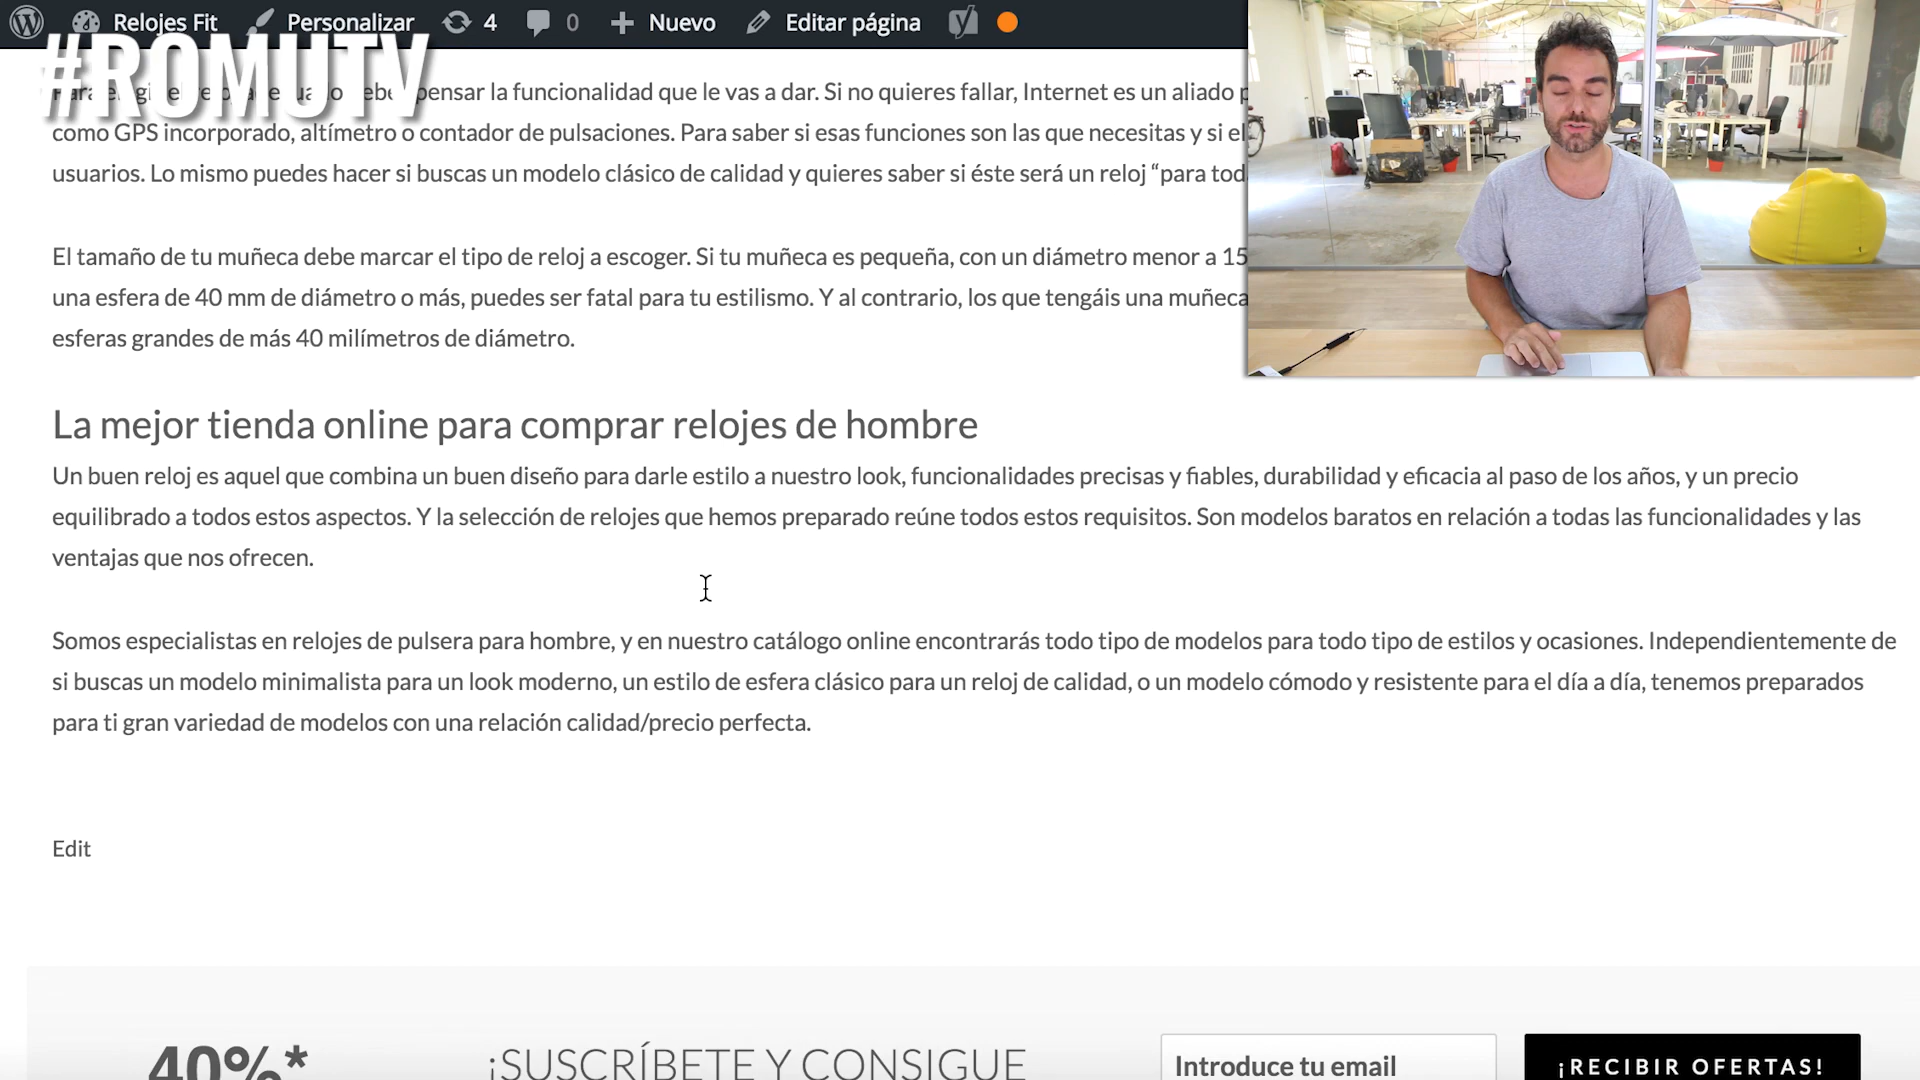 Relojes Fit Personalizar 4 0 Nuevo Editar página
#ROMUTV
pensar la funcionalidad que le vas a dar. Si no quieres fallar, Internet es un aliado
como GPS incorporado, altímetro o contador de pulsaciones. Para saber si esas funciones son las que necesitas y si el
usuarios. Lo mismo puedes hacer si buscas un modelo clásico de calidad y quieres saber si éste será un reloj “para tod
El tamaño de tu muñeca debe marcar el tipo de reloj a escoger. Si tu muñeca es pequeña, con un diámetro menor a 15
una esfera de 40 mm de diámetro o más, puedes ser fatal para tu estilismo. Y al contrario, los que tengáis una muñeca
esferas grandes de más 40 milímetros de diámetro.
La mejor tienda online para comprar relojes de hombre
Un buen reloj es aquel que combina un buen diseño para darle estilo a nuestro look, funcionalidades precisas y fiables, durabilidad y eficacia al paso de los años, y un precio
equilibrado a todos estos aspectos. Y la selección de relojes que hemos preparado reúne todos estos requisitos. Son modelos baratos en relación a todas las funcionalidades y las
ventajas que nos ofrecen.
Somos especialistas en relojes de pulsera para hombre, y en nuestro catálogo online encontrarás todo tipo de modelos para todo tipo de estilos y ocasiones. Independientemente de
si buscas un modelo minimalista para un look moderno, un estilo de esfera clásico para un reloj de calidad, o un modelo cómodo y resistente para el día a día, tenemos preparados
para ti gran variedad de modelos con una relación calidad/precio perfecta.
Edit
40%*
¡SUSCRÍBETE Y CONSIGUE
Introduce tu email
¡RECIBIR OFERTAS!